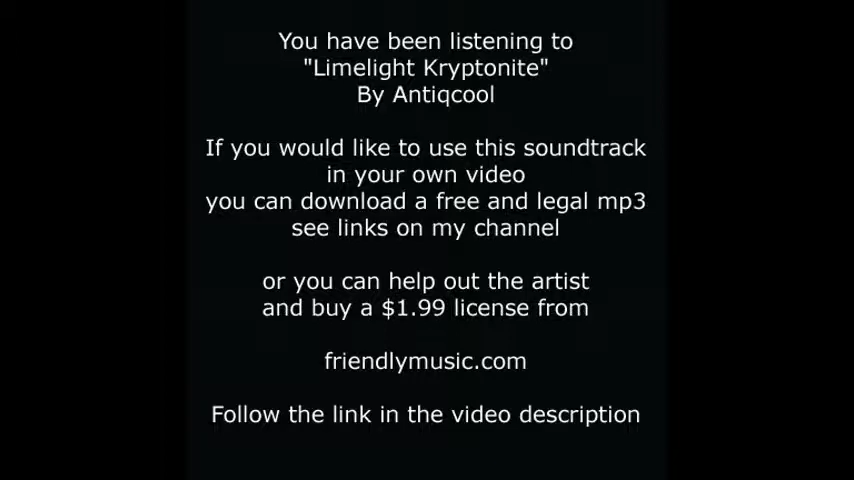 You have been listening to
"Limelight Kryptonite"
By Antiqcool
If you would like to use this soundtrack
in your own video
you can download a free and legal mp3
see links on my channel
or you can help out the artist
and buy a $1.99 license from
friendlymusic.com
Follow the link in the video description